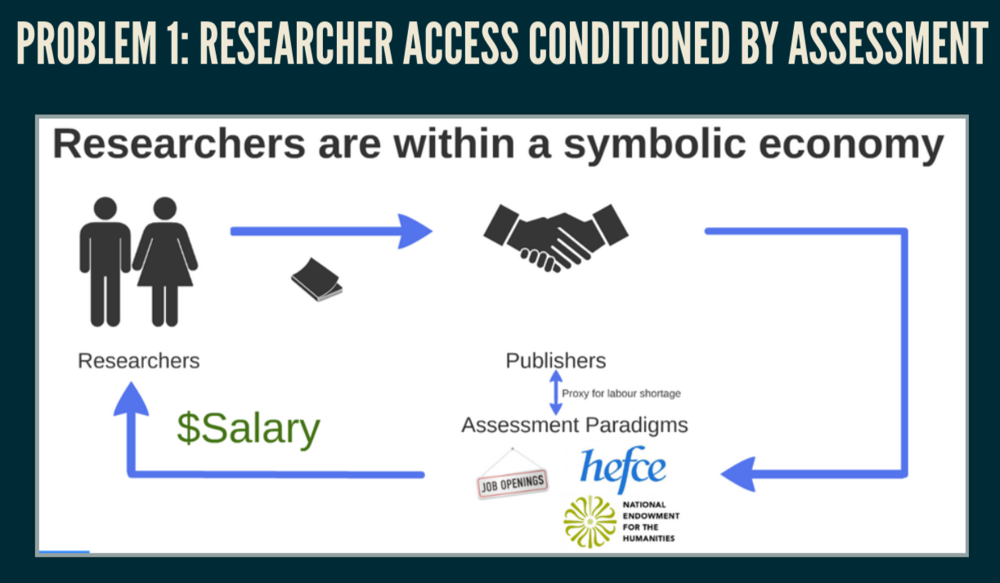 PROBLEM 1: RESEARCHER ACCESS CONDITIONED BY ASSESSMENT
Researchers are within a symbolic economy
Researchers
Publishers
Proxy for labour shortage
$Salary
Assessment Paradigms
JOB OPENINGS
hefce
NATIONAL
ENDOWMENT
FOR THE
HUMANITIES